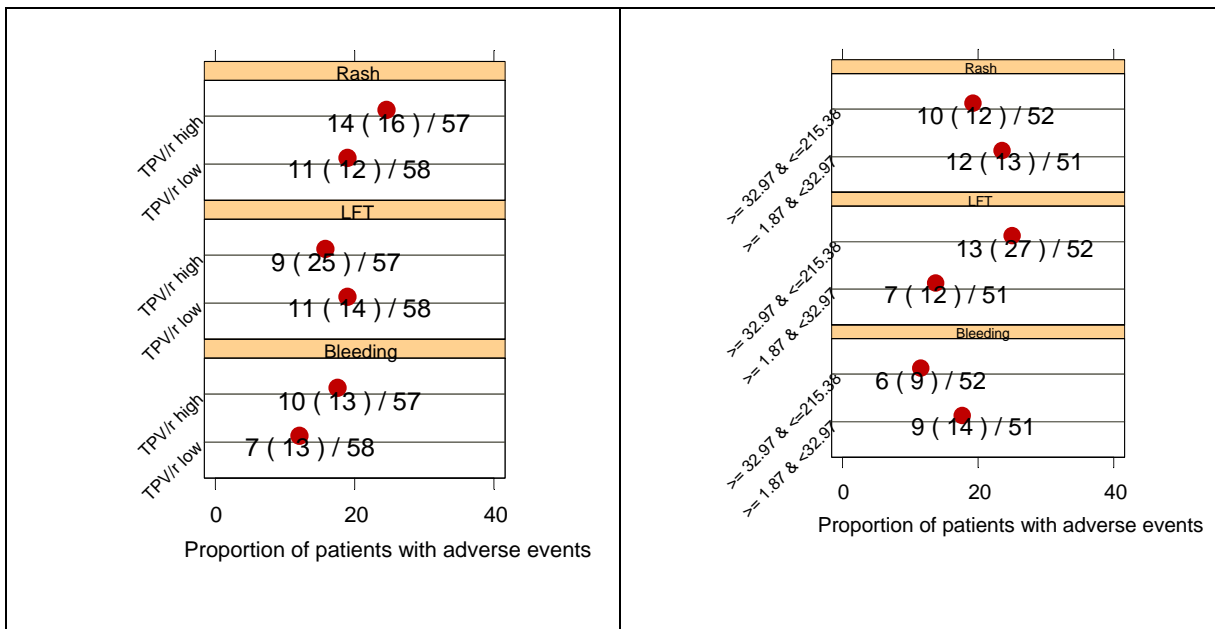 Rash
TPV/r high
14 ( 16 ) / 57
TPV/r low
11 ( 12 ) / 58
LFT
TPV/r high
9 ( 25 ) / 57
TPV/r low
11 ( 14 ) / 58
Bleeding
TPV/r high
10 ( 13 ) / 57
TPV/r low
7 ( 13 ) / 58
0 20 40
Proportion of patients with adverse events
Rash
>= 32.97 & <=215.38
10 ( 12 ) / 52
>= 1.87 & <32.97
12 ( 13 ) / 51
LFT
>= 32.97 & <=215.38
13 ( 27 ) / 52
>= 1.87 & <32.97
7 ( 12 ) / 51
Bleeding
>= 32.97 & <=215.38
6 ( 9 ) / 52
>= 1.87 & <32.97
9 ( 14 ) / 51
0 20 40
Proportion of patients with adverse events